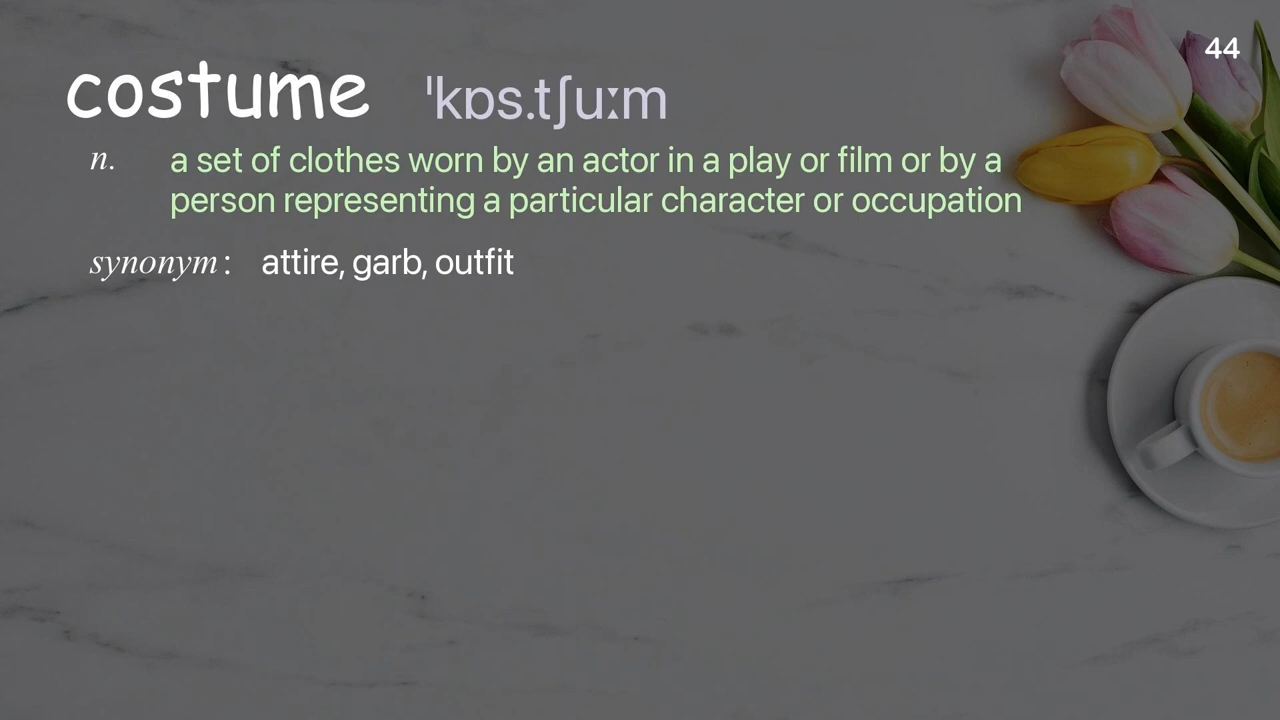 44
costume ˈkɒs.tʃuːm
n. a set of clothes worn by an actor in a play or film or by a
person representing a particular character or occupation
synonym : attire, garb, outfit